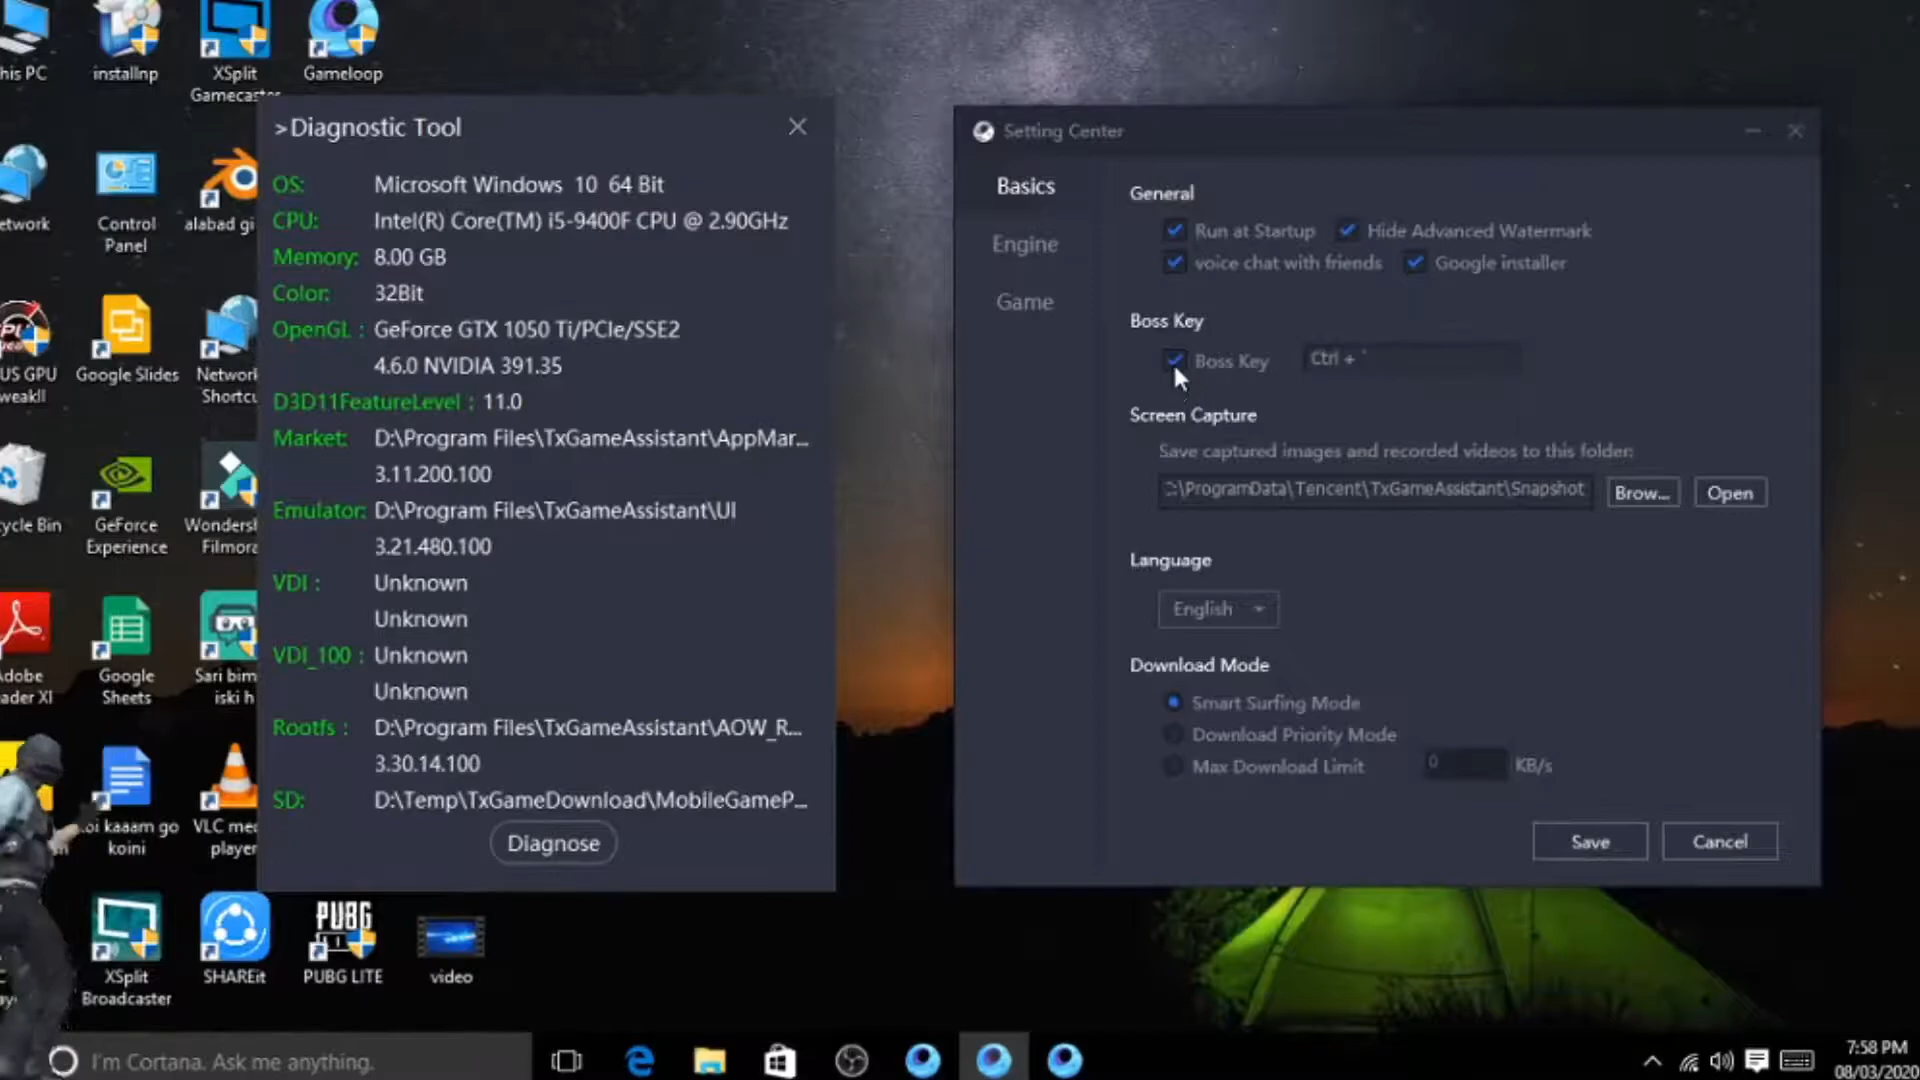 his PC
installnp
XSplit
Gamecaster
Gameloop
etwork
Control
Panel
alabad gi
US GPU
weakII
Google Slides
Network
Shortcu
cycle Bin
GeForce
Experience
Wondersh
Filmora
Adobe
ader XI
Google
Sheets
Sari bim
iski h
koi kaaam go
koini
VLC med
player
XSplit
Broadcaster
SHAREit
PUBG
PUBG LITE
video
>Diagnostic Tool
OS: Microsoft Windows 10 64 Bit
CPU: Intel(R) Core(TM) i5-9400F CPU @ 2.90GHz
Memory: 8.00 GB
Color: 32Bit
OpenGL : GeForce GTX 1050 Ti/PCIe/SSE2
4.6.0 NVIDIA 391.35
D3D11FeatureLevel : 11.0
Market: D:\Program Files\TxGameAssistant\AppMar...
3.11.200.100
Emulator: D:\Program Files\TxGameAssistant\UI
3.21.480.100
VDI : Unknown
Unknown
VDI_100 : Unknown
Unknown
Rootfs : D:\Program Files\TxGameAssistant\AOW_R...
3.30.14.100
SD: D:\Temp\TxGameDownload\MobileGameP...
Diagnose
Setting Center
Basics
Engine
Game
General
Run at Startup Hide Advanced Watermark
voice chat with friends Google installer
Boss Key
Boss Key Ctrl + `
Screen Capture
Save captured images and recorded videos to this folder:
:\ProgramData\Tencent\TxGameAssistant\Snapshot Brow... Open
Language
English
Download Mode
Smart Surfing Mode
Download Priority Mode
Max Download Limit 0 KB/s
Save Cancel
I'm Cortana. Ask me anything.
7:58 PM
08/03/2020